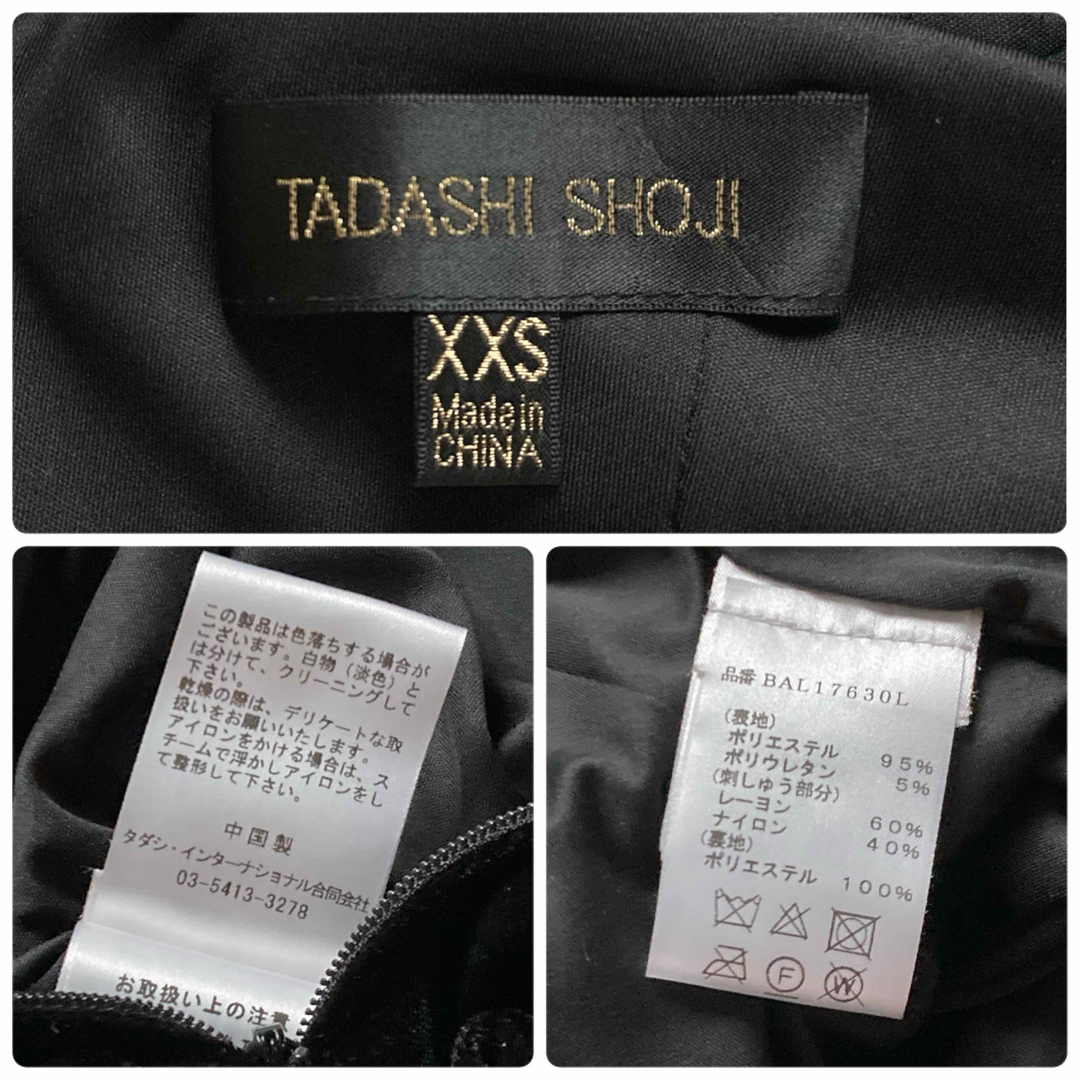 TADASHI SHOJI
XXS
Made in
CHINA
この製品は色落ちする場合が
ございます。白物（淡色）と
は分けて、クリーニングして
下さい。
乾燥の際は、デリケートな取
扱いをお願いいたします。
アイロンをかける場合は、ス
チームで浮かしアイロンをし
て整形して下さい。
中国製
タダシ・インターナショナル合同会社
03-5413-3278
お取扱い上の注意
品番 BAL17630L
（表地）
ポリエステル 95%
ポリウレタン 5%
（刺しゅう部分）
レーヨン 60%
ナイロン 40%
（裏地）
ポリエステル 100%
F W